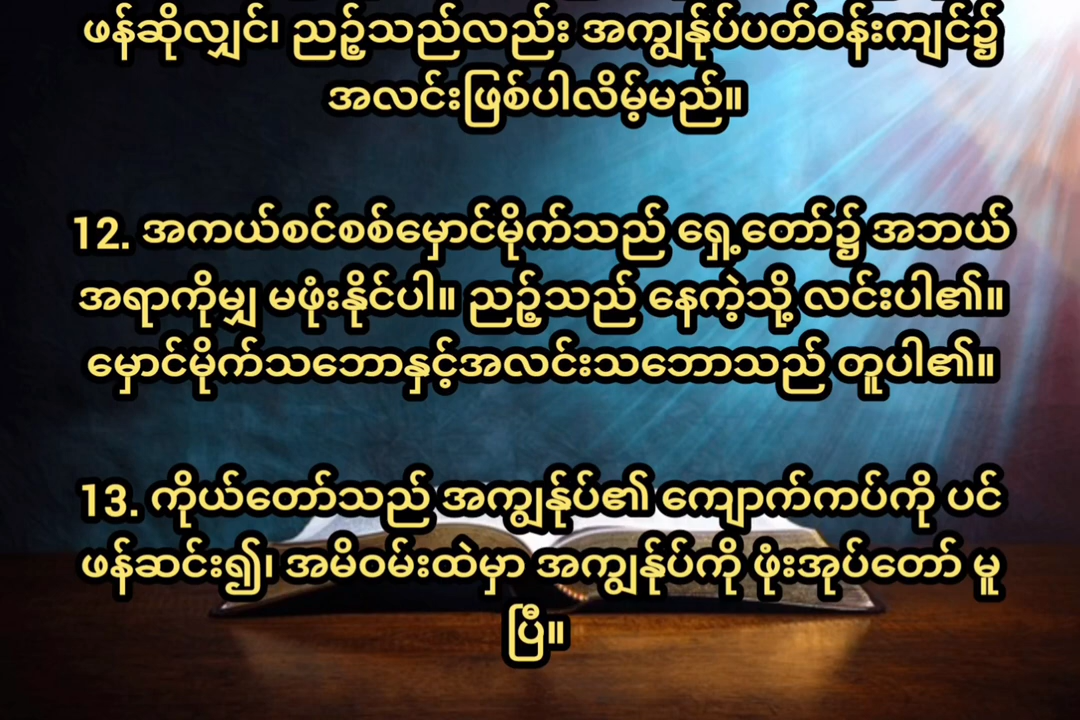 ဖန်ဆိုလျှင်၊ ညဉ့်သည်လည်း အကျွန်ုပ်ပတ်ဝန်းကျင်၌
အလင်းဖြစ်ပါလိမ့်မည်။
12. အကယ်စင်စစ်မှောင်မိုက်သည် ရှေ့တော်၌ အဘယ်
အရာကိုမျှ မဖုံးနိုင်ပါ။ ညဉ့်သည် နေကဲ့သို့ လင်းပါ၏။
မှောင်မိုက်သဘောနှင့်အလင်းသဘောသည် တူပါ၏။
13. ကိုယ်တော်သည် အကျွန်ုပ်၏ ကျောက်ကပ်ကို ပင်
ဖန်ဆင်း၍၊ အမိဝမ်းထဲမှာ အကျွန်ုပ်ကို ဖုံးအုပ်တော် မူ
ပြီ။